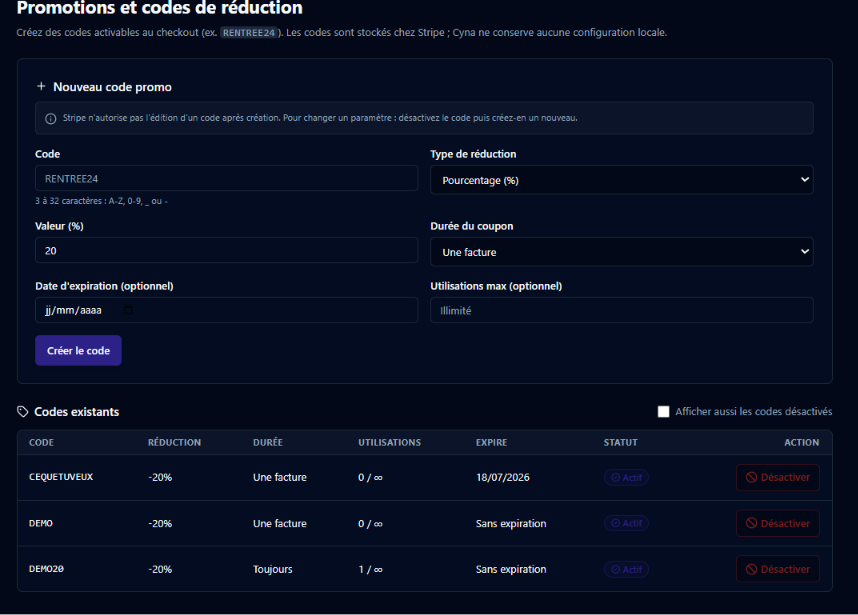 Promotions et codes de réduction
Créez des codes activables au checkout (ex. RENTREE24). Les codes sont stockés chez Stripe ; Cyna ne conserve aucune configuration locale.
+ Nouveau code promo
Stripe n'autorise pas l'édition d'un code après création. Pour changer un paramètre : désactivez le code puis créez-en un nouveau.
Code
Type de réduction
RENTREE24
Pourcentage (%)
3 à 32 caractères : A-Z, 0-9, _ ou -
Valeur (%)
Durée du coupon
20
Une facture
Date d'expiration (optionnel)
Utilisations max (optionnel)
jj/mm/aaaa
Illimité
Créer le code
Codes existants
Afficher aussi les codes désactivés
CODE RÉDUCTION DURÉE UTILISATIONS EXPIRE STATUT ACTION
CEQUETUVEUX -20% Une facture 0 / ∞ 18/07/2026 Actif Désactiver
DEMO -20% Une facture 0 / ∞ Sans expiration Actif Désactiver
DEMO20 -20% Toujours 1 / ∞ Sans expiration Actif Désactiver